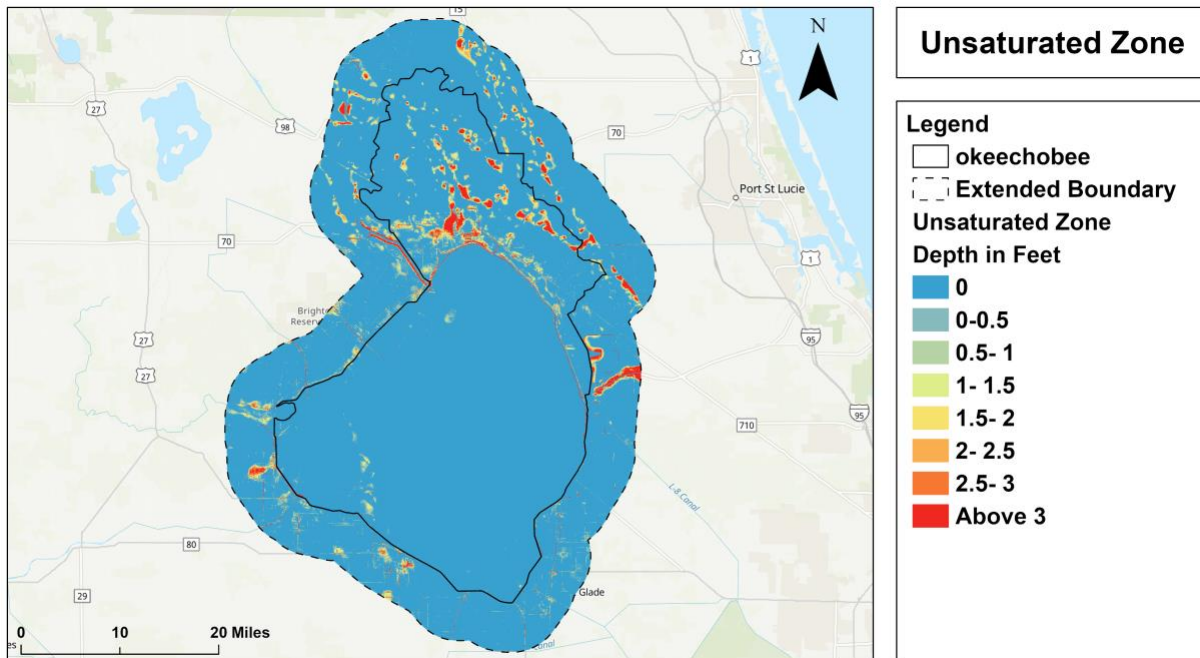 15
N
Unsaturated Zone
1
27
98
70
Port St Lucie
70
1
Legend
okeechobee
Extended Boundary
Unsaturated Zone
Depth in Feet
0
0-0.5
0.5- 1
1- 1.5
1.5- 2
2- 2.5
2.5- 3
Above 3
27
27
95
95
710
L-8 Canal
80
29
Glade
0 10 20 Miles